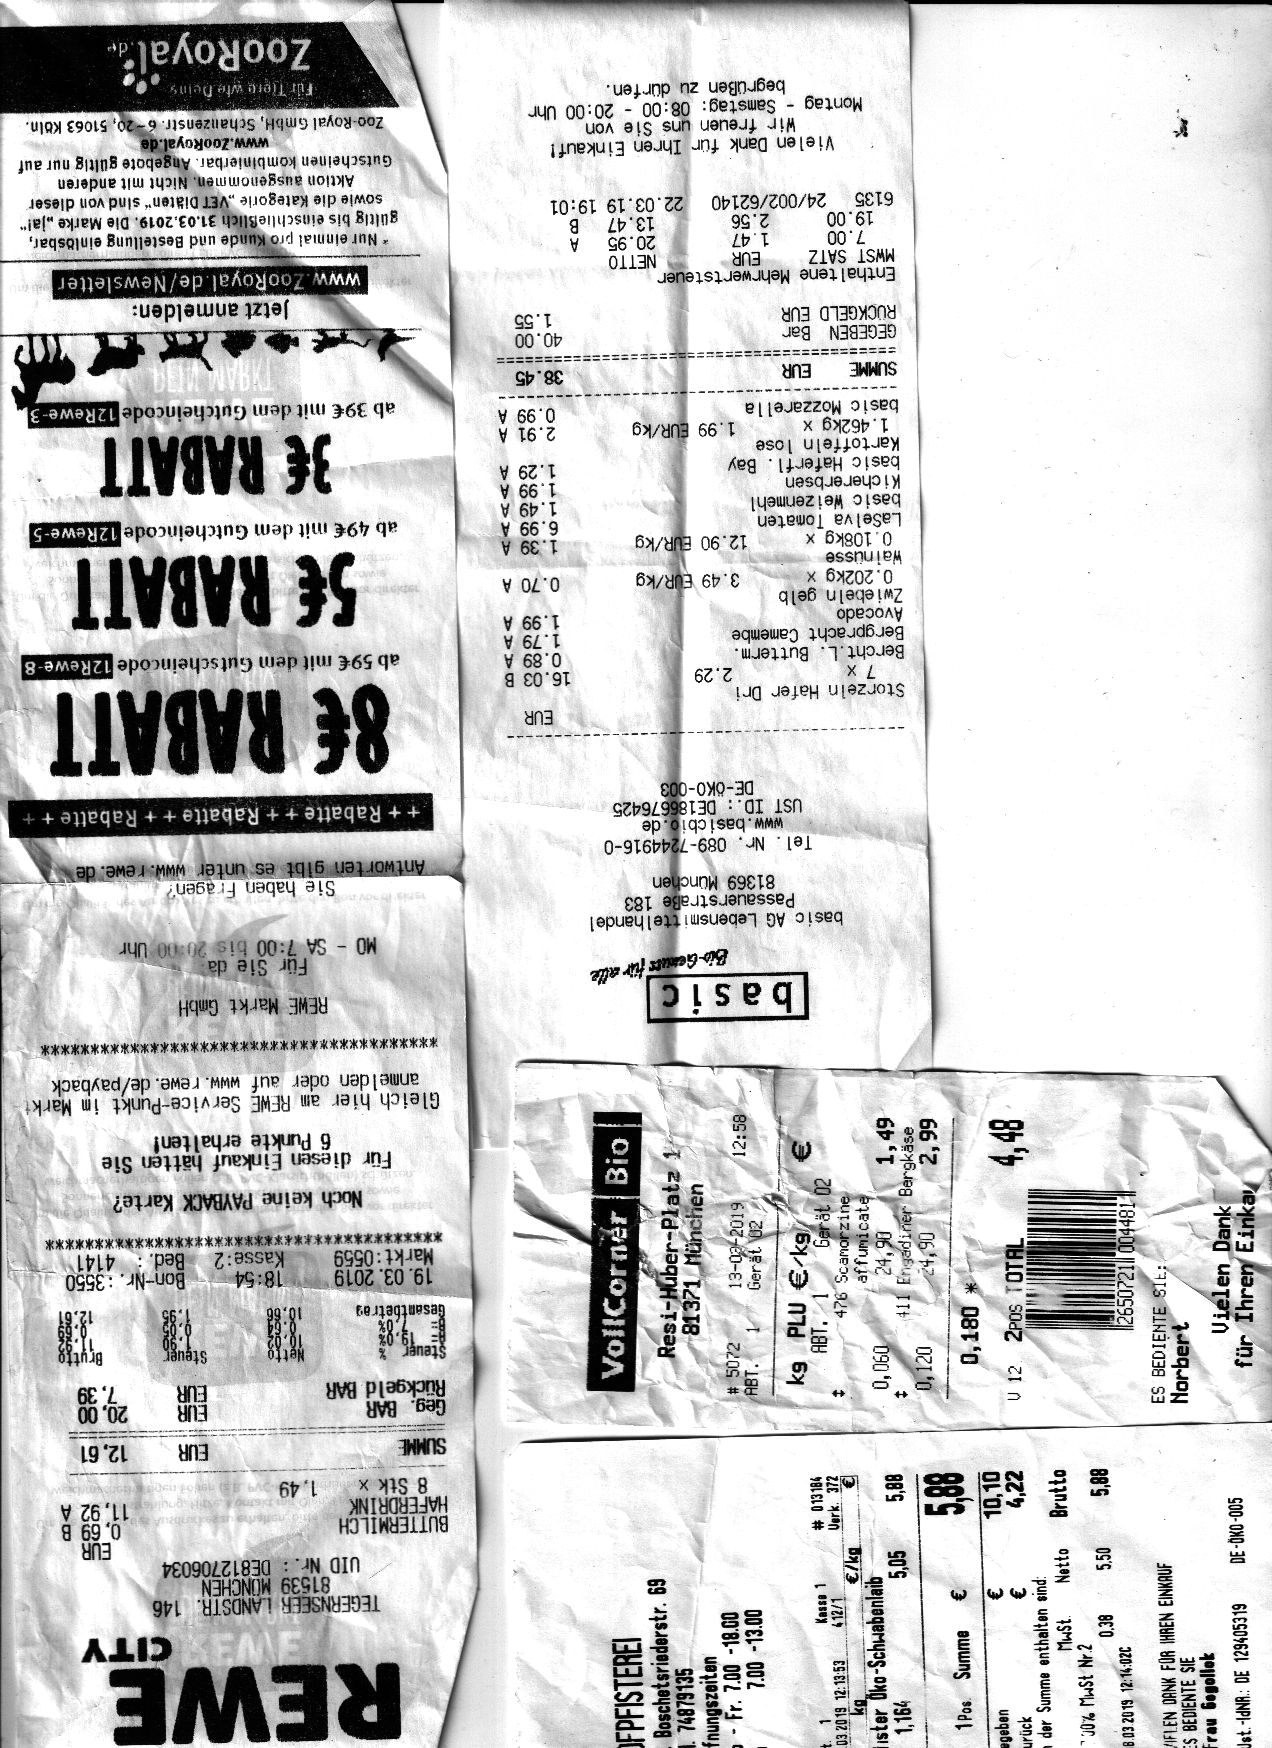 REWE
CITY
TEGERNSEER LANDSTR. 146
81539 MÜNCHEN
UID Nr.: DE812706034
EUR
BUTTERMILCH 0,69 B
HAFERDRINK 11,92 A
8 Stk x 1,49
SUMME EUR 12,61
Geg. BAR EUR 20,00
Rückgeld BAR EUR 7,39
Steuer % Netto Steuer Brutto
A= 19,0% 10,02 1,90 11,92
B= 7,0% 0,64 0,05 0,69
Gesamtbetrag 10,66 1,95 12,61
19.03.2019 18:54 Bon-Nr.:3550
Markt:0559 Kasse:2 Bed.: 4141
****************************************
Noch keine PAYBACK Karte?
Für diesen Einkauf hätten Sie
6 Punkte erhalten!
Gleich hier am REWE Service-Punkt im Markt
anmelden oder auf www.rewe.de/payback
****************************************
REWE Markt GmbH
Für Sie da
MO - SA 7:00 bis 20:00 Uhr
Sie haben Fragen?
Antworten gibt es unter www.rewe.de
+ + Rabatte + + Rabatte + + Rabatte + +
8€ RABATT
ab 59€ mit dem Gutscheincode 12Rewe-8
5€ RABATT
ab 49€ mit dem Gutcheincode 12Rewe-5
3€ RABATT
ab 39€ mit dem Gutcheincode 12Rewe-3
jetzt anmelden:
www.ZooRoyal.de/Newsletter
* Nur einmal pro Kunde und Bestellung einlösbar,
gültig bis einschließlich 31.03.2019. Die Marke „ja!“
sowie die Kategorie „VET Diäten“ sind von dieser
Aktion ausgenommen. Nicht mit anderen
Gutscheinen kombinierbar. Angebote gültig nur auf
www.ZooRoyal.de
Zoo-Royal GmbH, Schanzenstr. 6-20, 51063 Köln.
Für Tiere wie Deins
ZooRoyal.de
basic
Bio-Genuss für alle
basic AG Lebensmittelhandel
Passauerstraße 183
81369 München
Tel. Nr. 089-7244916-0
www.basicbio.de
UST ID.: DE186676425
DE-ÖKO-003
EUR
Storzeln Hafer Dri
7 x 2.29 16.03 B
Bercht.L. Butterm. 0.89 A
Bergpracht Camembe 1.79 A
Avocado 1.99 A
Zwiebeln gelb
0.202kg x 3.49 EUR/kg 0.70 A
Walnüsse
0.108kg x 12.90 EUR/kg 1.39 A
LaSelva Tomaten 6.99 A
basic Weizenmehl 1.49 A
Kichererbsen 1.99 A
basic Haferfl. Bay 1.29 A
Kartoffeln lose
1.462kg x 1.99 EUR/kg 2.91 A
basic Mozzarella 0.99 A
SUMME EUR 38.45
GEGEBEN Bar 40.00
RÜCKGELD EUR 1.55
Enthaltene Mehrwertsteuer
MWST SATZ EUR NETTO
7.00 1.47 20.95 A
19.00 2.56 13.47 B
6135 24/002/62140 22.03.19 19:01
Vielen Dank für Ihren Einkauf!
Wir freuen uns Sie von
Montag - Samstag: 08:00 - 20:00 Uhr
begrüßen zu dürfen.
VollCorner Bio
Resi-Huber-Platz 1
81371 München
# 5072 13-03-2019 12:58
ABT. 1 Gerät 02
kg PLU €/kg €
ABT. 1 Gerät 02
‡ 476 Scamorzine
affumicate
0,060 24,90 1,49
‡ 411 Engadiner Bergkäse
0,120 24,90 2,99
0,180 *
V 12 2POS TOTAL 4,48
265072110044811
ES BEDIENTE SIE:
Norbert
Vielen Dank
für Ihren Einkau
OFPFISTEREI
Boschetsriederstr. 69
74879135
fnungszeiten
- Fr. 7.00 -18.00
7.00 -13.00
. 1 Kasse 1 # 013184
.03 2019 12:13:53 412/1 Verk. 372
kg €/kg €
ister Öko-Schwabenlaib
1,164 5,05 5,88
1Pos Summe € 5,88
egeben € 10,10
urück € 4,22
n der Summe enthalten sind:
MwSt. Netto Brutto
7,00% MwSt Nr.2 0,38 5,50 5,88
8.03 2019 12:14:02C
VIELEN DANK FÜR IHREN EINKAUF
ES BEDIENTE SIE
Frau Gogollok
Ust.-IdNR.: DE 129405319 DE-ÖKO-005